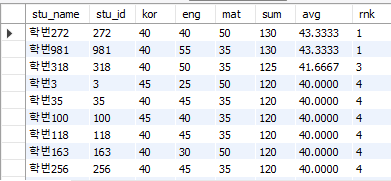 stu_name stu_id kor eng mat sum avg rnk
학번272 272 40 40 50 130 43.3333 1
학번981 981 40 55 35 130 43.3333 1
학번318 318 40 50 35 125 41.6667 3
학번3 3 45 25 50 120 40.0000 4
학번35 35 40 45 35 120 40.0000 4
학번100 100 45 40 35 120 40.0000 4
학번118 118 40 45 35 120 40.0000 4
학번163 163 40 30 50 120 40.0000 4
학번256 256 40 45 35 120 40.0000 4